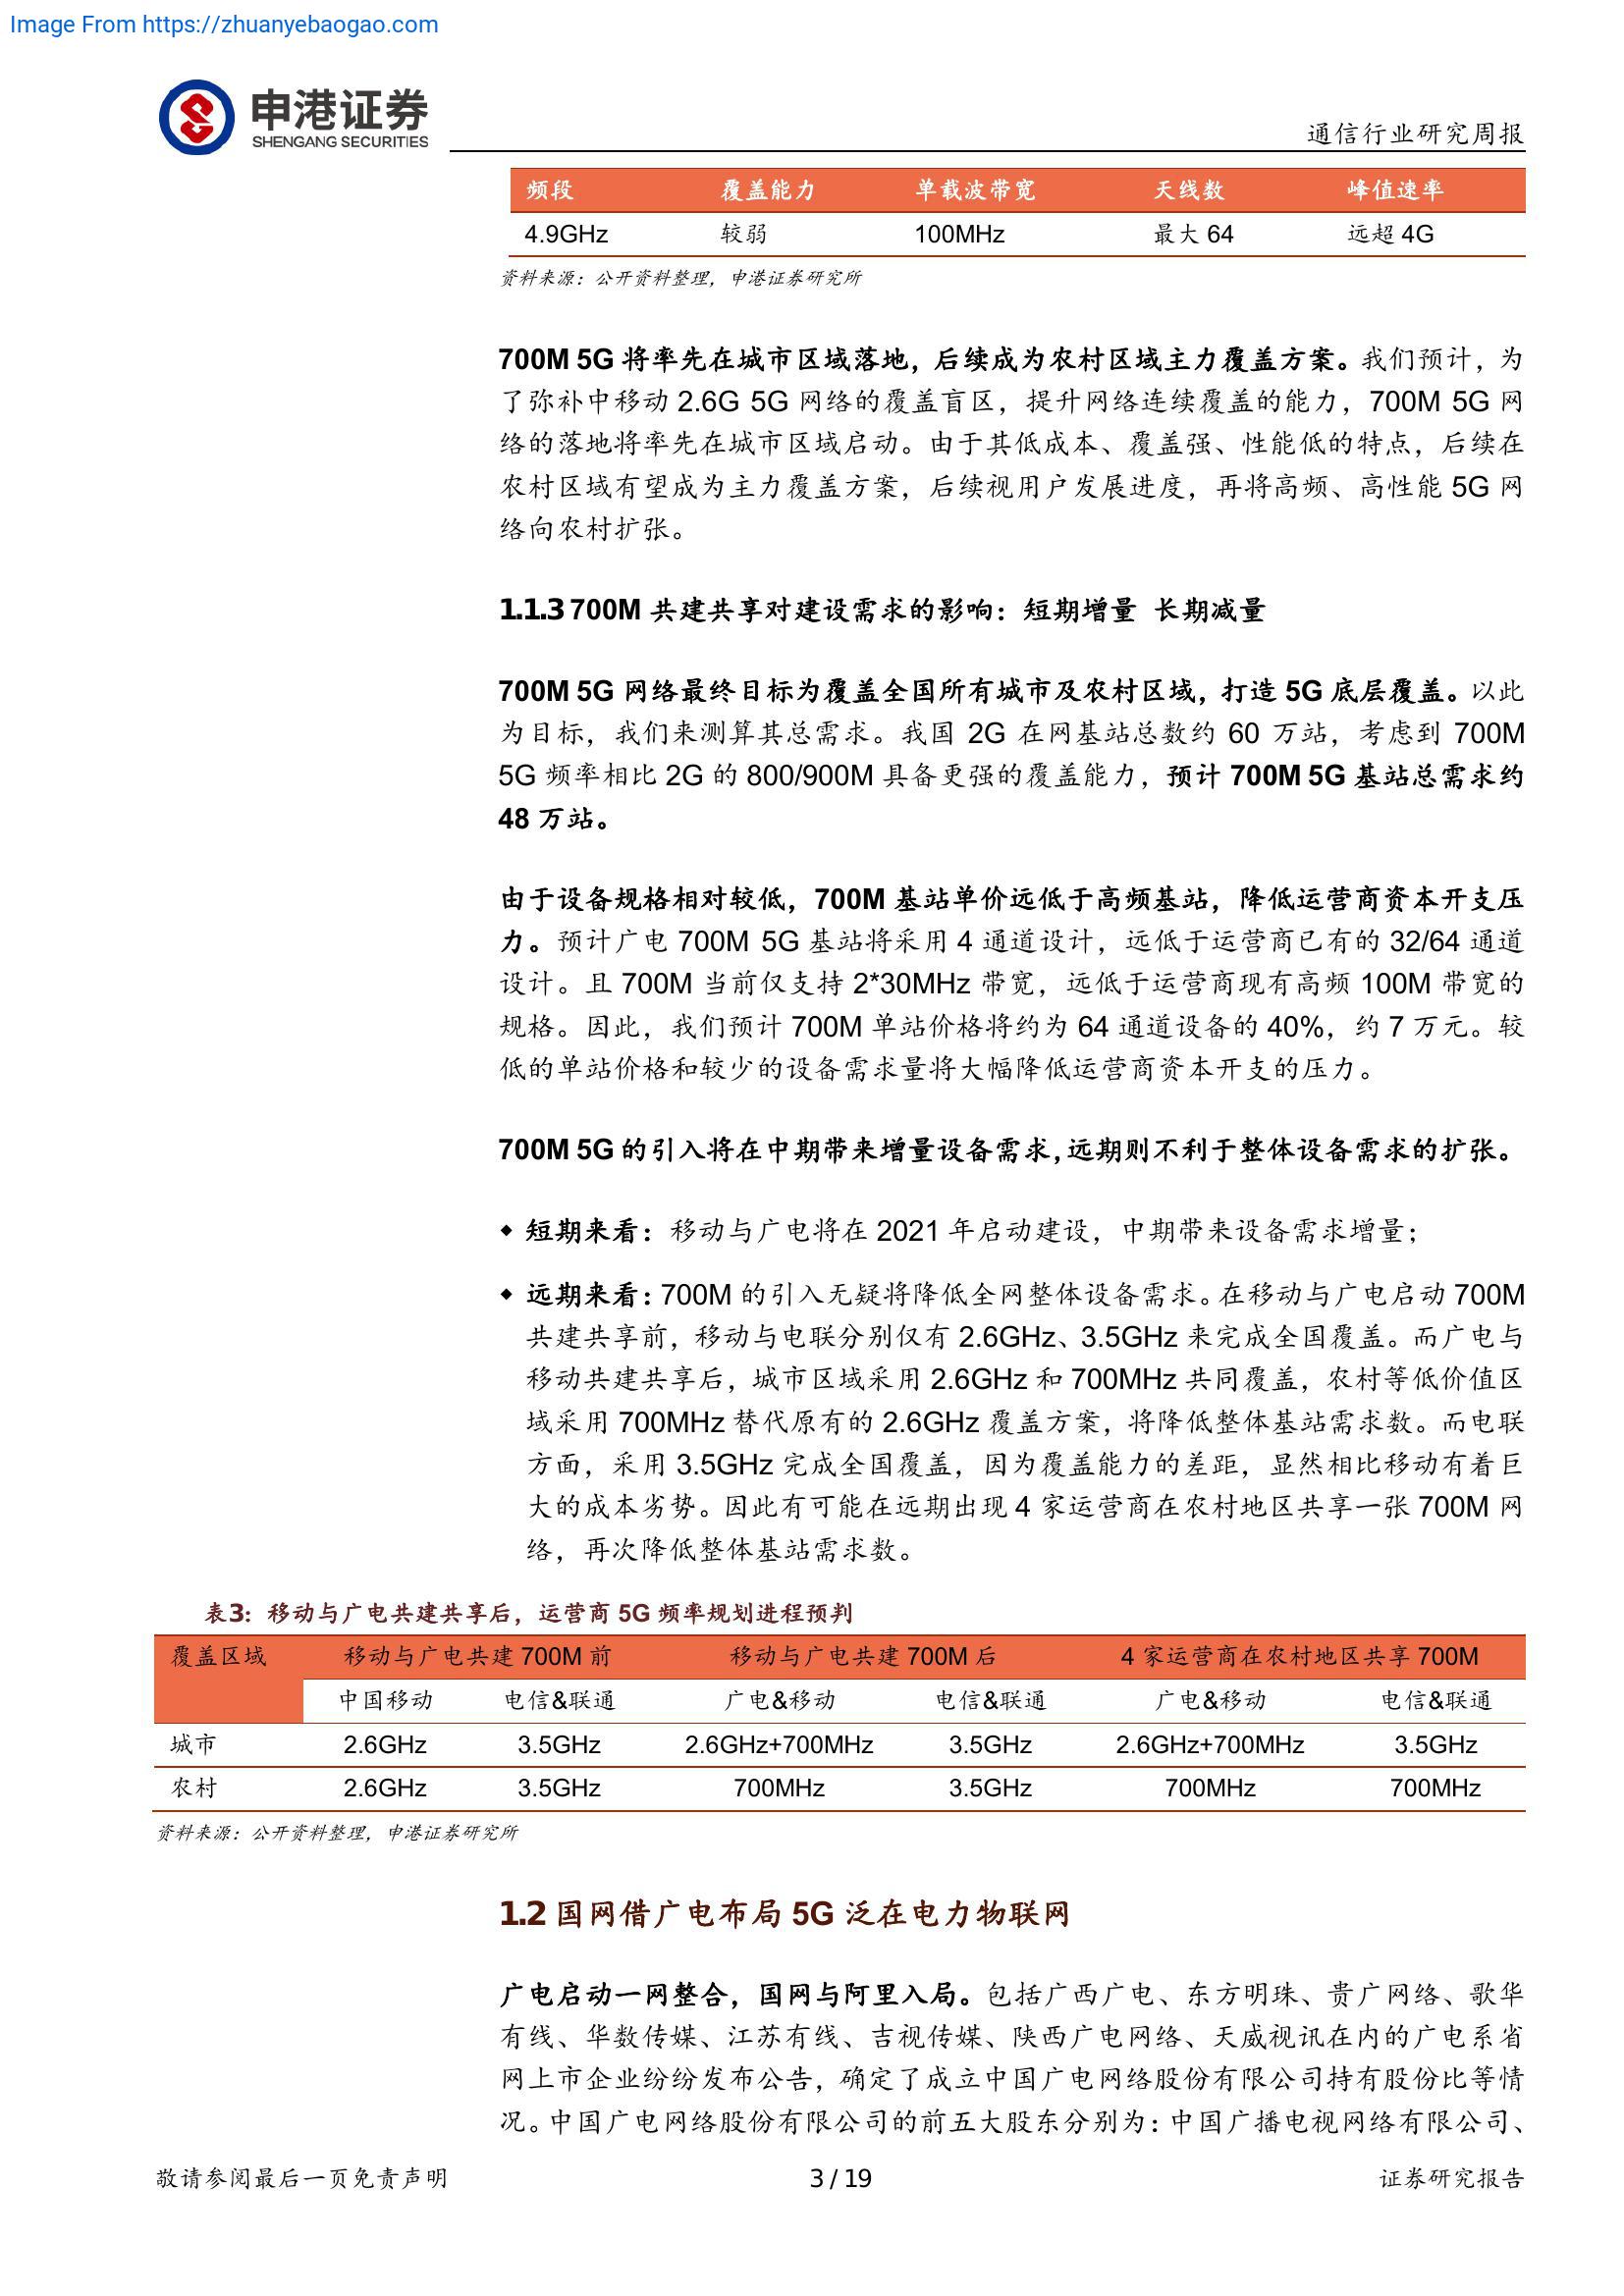 Image From https://zhuanyebaogao.com
申港证券
SHENGANG SECURITIES
通信行业研究周报
频段 覆盖能力 单载波带宽 天线数 峰值速率
4.9GHz 较弱 100MHz 最大 64 远超 4G
资料来源：公开资料整理，申港证券研究所
700M 5G 将率先在城市区域落地，后续成为农村区域主力覆盖方案。我们预计，为
了弥补中移动 2.6G 5G 网络的覆盖盲区，提升网络连续覆盖的能力，700M 5G 网
络的落地将率先在城市区域启动。由于其低成本、覆盖强、性能低的特点，后续在
农村区域有望成为主力覆盖方案，后续视用户发展进度，再将高频、高性能 5G 网
络向农村扩张。
1.1.3 700M 共建共享对建设需求的影响：短期增量 长期减量
700M 5G 网络最终目标为覆盖全国所有城市及农村区域，打造 5G 底层覆盖。以此
为目标，我们来测算其总需求。我国 2G 在网基站总数约 60 万站，考虑到 700M
5G 频率相比 2G 的 800/900M 具备更强的覆盖能力，预计 700M 5G 基站总需求约
48 万站。
由于设备规格相对较低，700M 基站单价远低于高频基站，降低运营商资本开支压
力。预计广电 700M 5G 基站将采用 4 通道设计，远低于运营商已有的 32/64 通道
设计。且 700M 当前仅支持 2*30MHz 带宽，远低于运营商现有高频 100M 带宽的
规格。因此，我们预计 700M 单站价格将约为 64 通道设备的 40%，约 7 万元。较
低的单站价格和较少的设备需求量将大幅降低运营商资本开支的压力。
700M 5G 的引入将在中期带来增量设备需求，远期则不利于整体设备需求的扩张。
◆ 短期来看：移动与广电将在 2021 年启动建设，中期带来设备需求增量；
◆ 远期来看：700M 的引入无疑将降低全网整体设备需求。在移动与广电启动 700M
共建共享前，移动与电联分别仅有 2.6GHz、3.5GHz 来完成全国覆盖。而广电与
移动共建共享后，城市区域采用 2.6GHz 和 700MHz 共同覆盖，农村等低价值区
域采用 700MHz 替代原有的 2.6GHz 覆盖方案，将降低整体基站需求数。而电联
方面，采用 3.5GHz 完成全国覆盖，因为覆盖能力的差距，显然相比移动有着巨
大的成本劣势。因此有可能在远期出现 4 家运营商在农村地区共享一张 700M 网
络，再次降低整体基站需求数。
表3：移动与广电共建共享后，运营商 5G 频率规划进程预判
覆盖区域 移动与广电共建 700M 前 移动与广电共建 700M 后 4 家运营商在农村地区共享 700M
中国移动 电信&联通 广电&移动 电信&联通 广电&移动 电信&联通
城市 2.6GHz 3.5GHz 2.6GHz+700MHz 3.5GHz 2.6GHz+700MHz 3.5GHz
农村 2.6GHz 3.5GHz 700MHz 3.5GHz 700MHz 700MHz
资料来源：公开资料整理，申港证券研究所
1.2 国网借广电布局 5G 泛在电力物联网
广电启动一网整合，国网与阿里入局。包括广西广电、东方明珠、贵广网络、歌华
有线、华数传媒、江苏有线、吉视传媒、陕西广电网络、天威视讯在内的广电系省
网上市企业纷纷发布公告，确定了成立中国广电网络股份有限公司持有股份比等情
况。中国广电网络股份有限公司的前五大股东分别为：中国广播电视网络有限公司、
敬请参阅最后一页免责声明 3 / 19 证券研究报告